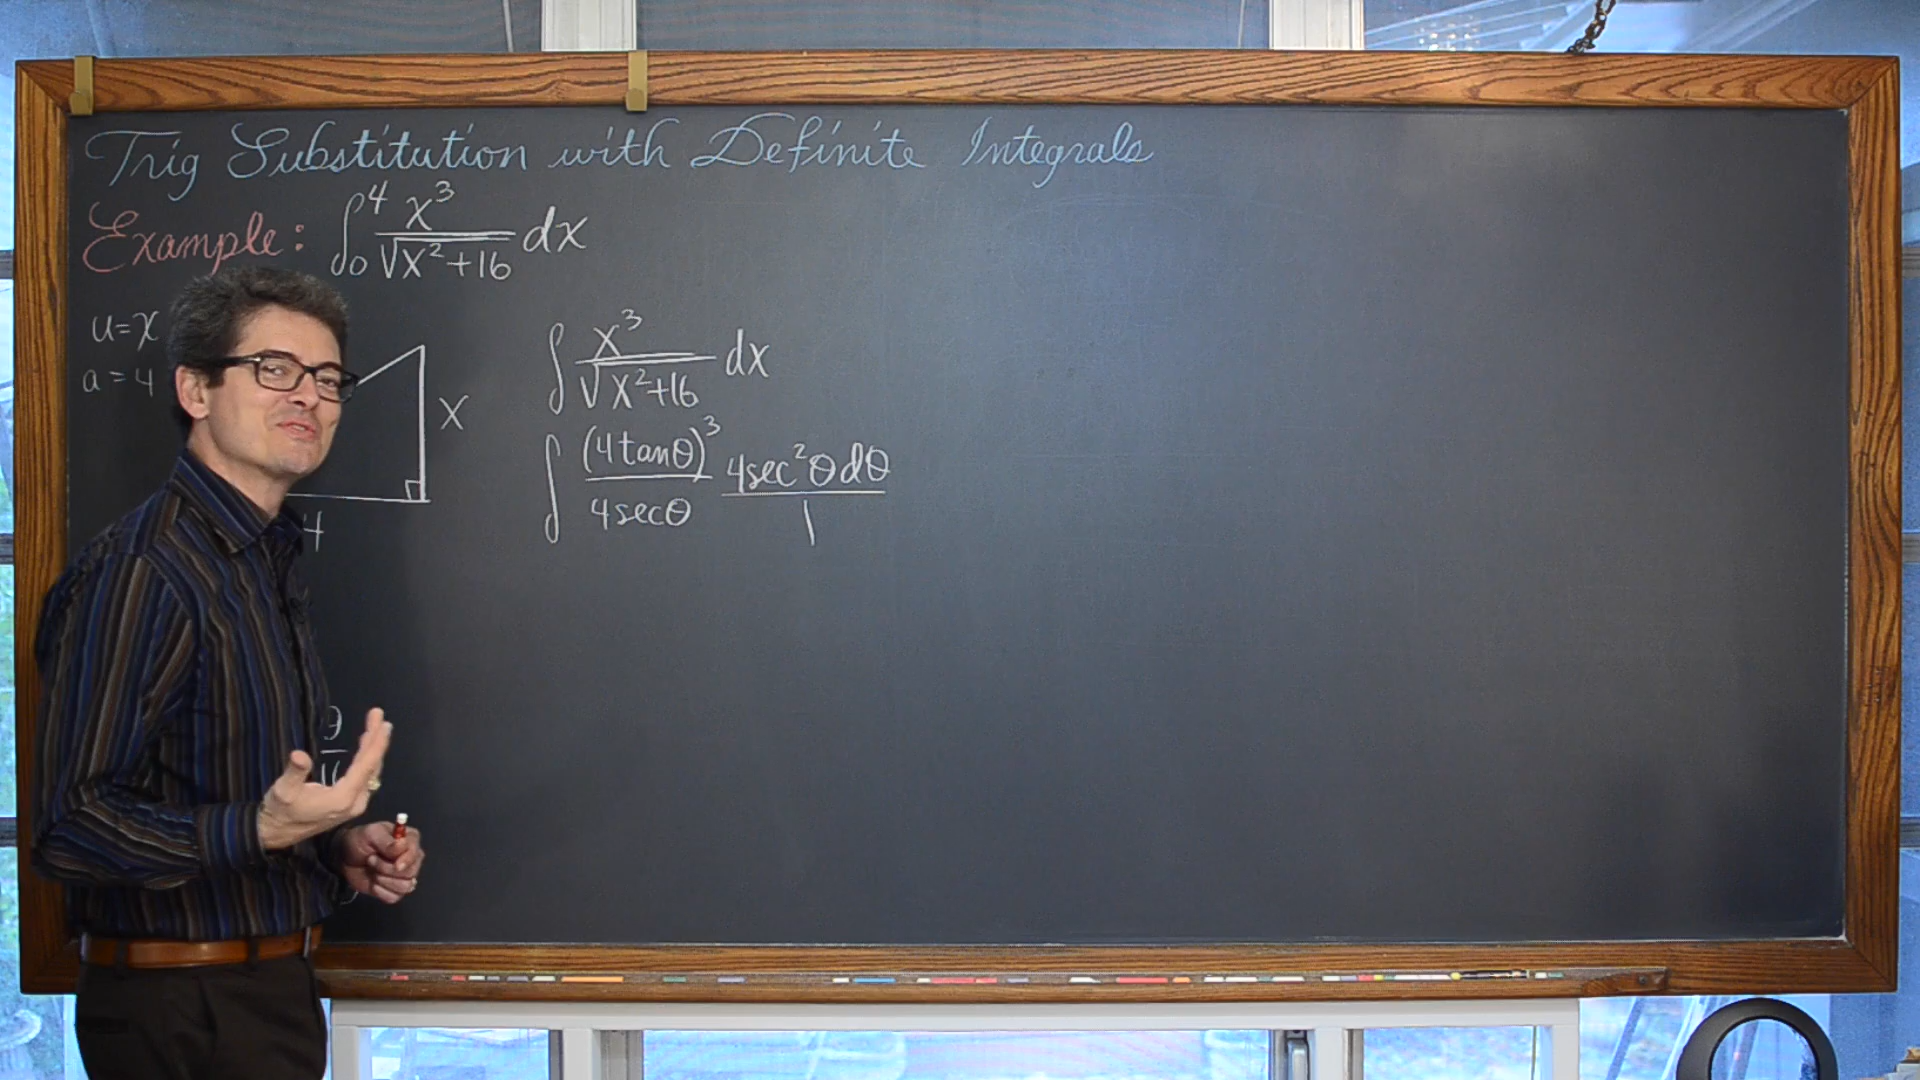 Trig Substitution with Definite Integrals
Example: ∫₀⁴ x³/√(x²+16) dx
u=x
a=4
x
4
∫ x³/√(x²+16) dx
∫ (4tanθ)³/(4secθ) 4sec²θdθ/1